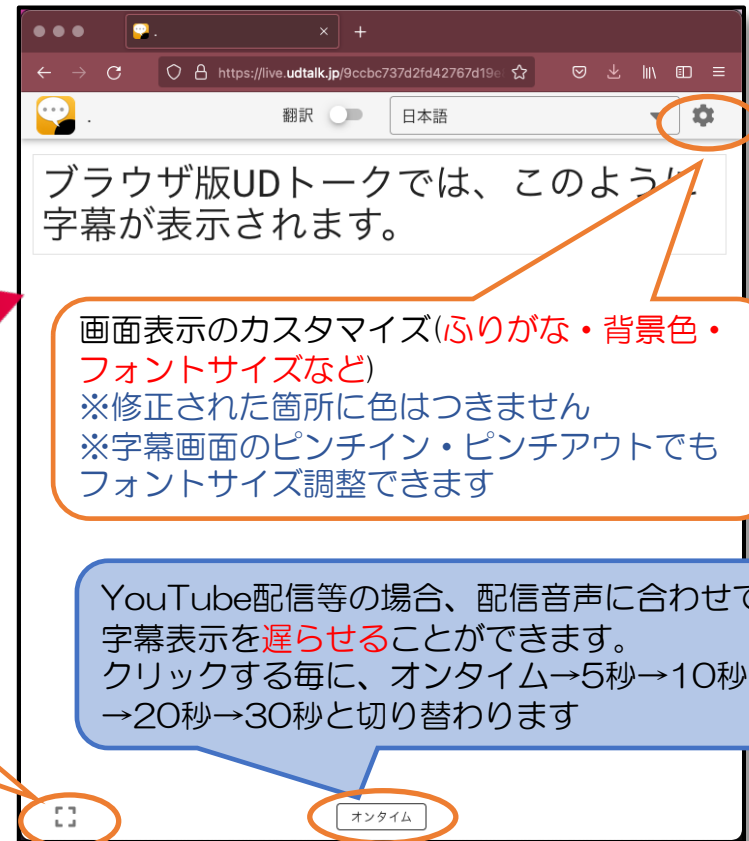 .
https://live.udtalk.jp/9ccbc737d2fd42767d19e
.
翻訳
日本語
ブラウザ版UDトークでは、このように
字幕が表示されます。
画面表示のカスタマイズ(ふりがな・背景色・
フォントサイズなど)
※修正された箇所に色はつきません
※字幕画面のピンチイン・ピンチアウトでも
フォントサイズ調整できます
YouTube配信等の場合、配信音声に合わせて
字幕表示を遅らせることができます。
クリックする毎に、オンタイム→5秒→10秒
→20秒→30秒と切り替わります
オンタイム